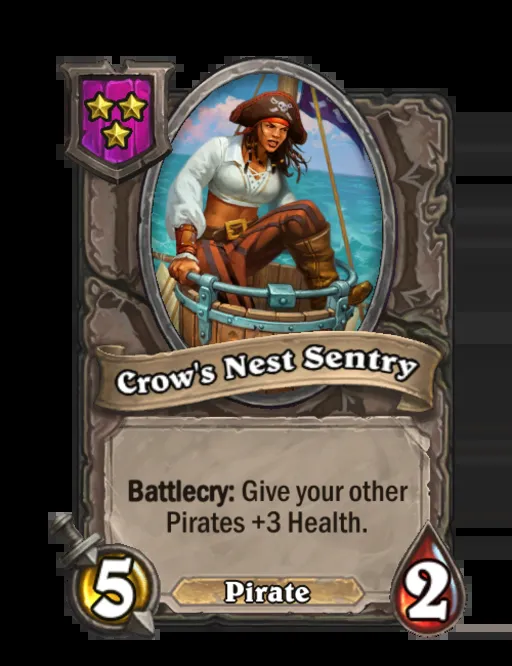 Crow's Nest Sentry
Battlecry: Give your other
Pirates +3 Health.
5
Pirate
2